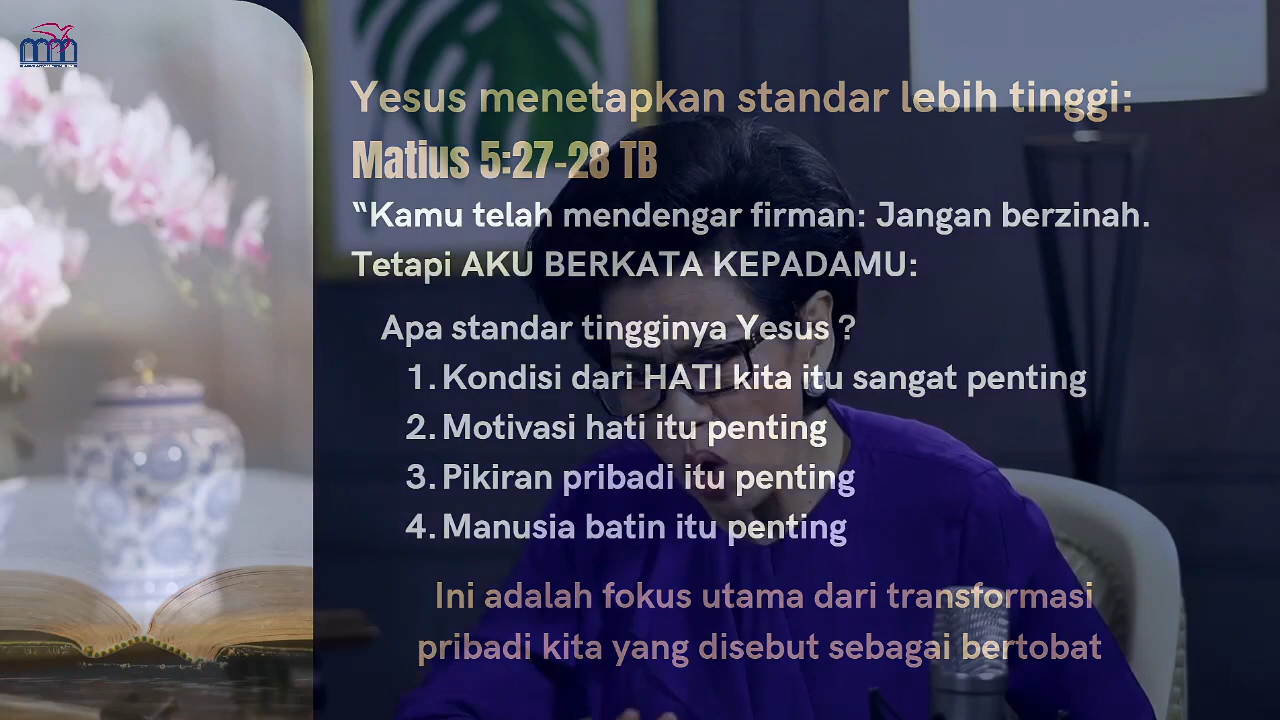 Yesus menetapkan standar lebih tinggi:
Matius 5:27-28 TB
“Kamu telah mendengar firman: Jangan berzinah.
Tetapi AKU BERKATA KEPADAMU:
Apa standar tingginya Yesus ?
1. Kondisi dari HATI kita itu sangat penting
2. Motivasi hati itu penting
3. Pikiran pribadi itu penting
4. Manusia batin itu penting
Ini adalah fokus utama dari transformasi
pribadi kita yang disebut sebagai bertobat